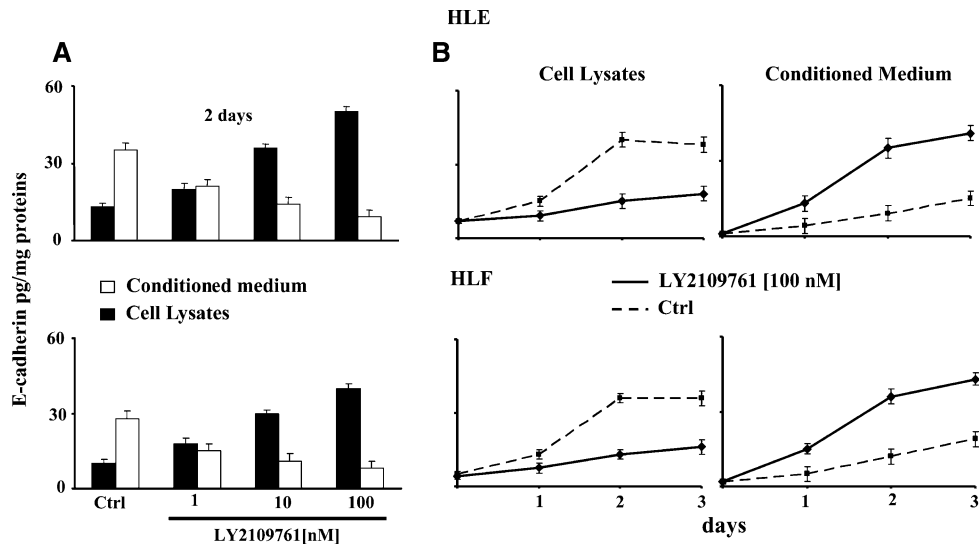 HLE
A
B
Cell Lysates
Conditioned Medium
60
2 days
30
0
E-cadherin pg/mg proteins
Conditioned medium
Cell Lysates
HLF
LY2109761 [100 nM]
Ctrl
60
30
0
Ctrl
1
10
100
LY2109761[nM]
1
2
3
1
2
3
days